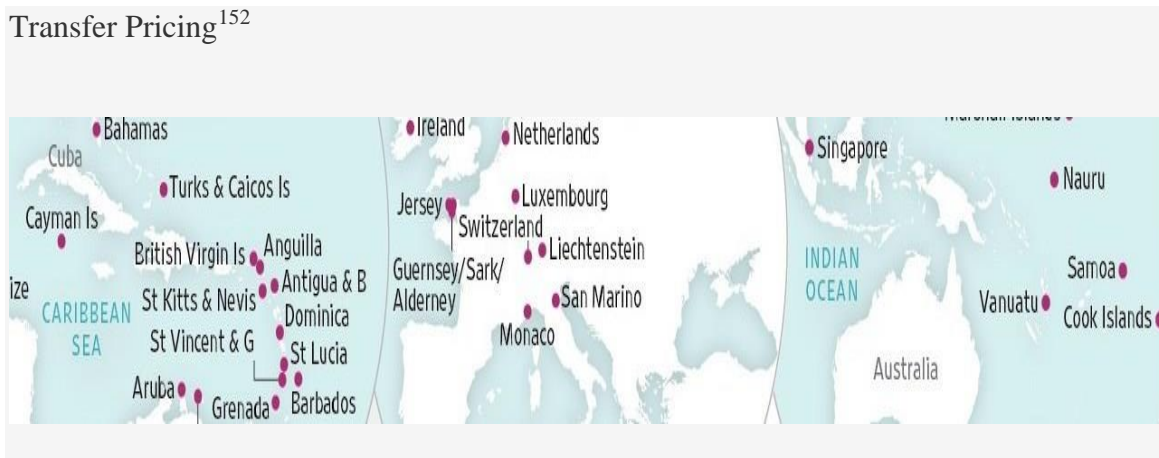 Transfer Pricing152
Bahamas
Cuba
Turks & Caicos Is
Cayman Is
British Virgin Is
Anguilla
Antigua & B
St Kitts & Nevis
CARIBBEAN
SEA
Dominica
St Vincent & G
St Lucia
Aruba
Grenada
Barbados
Ireland
Netherlands
Jersey
Luxembourg
Switzerland
Liechtenstein
Guernsey/Sark/
Alderney
San Marino
Monaco
Singapore
Nauru
INDIAN
OCEAN
Samoa
Vanuatu
Cook Islands
Australia